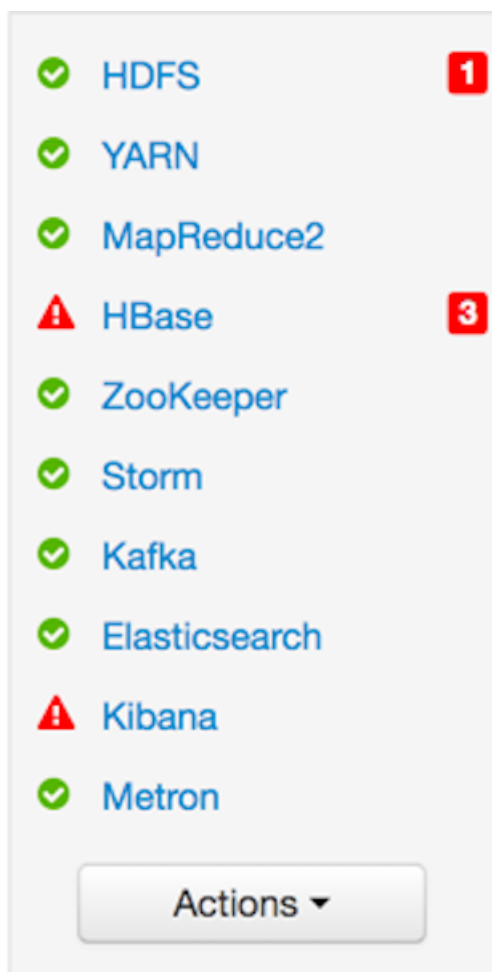 HDFS 1
YARN
MapReduce2
HBase 3
ZooKeeper
Storm
Kafka
Elasticsearch
Kibana
Metron
Actions